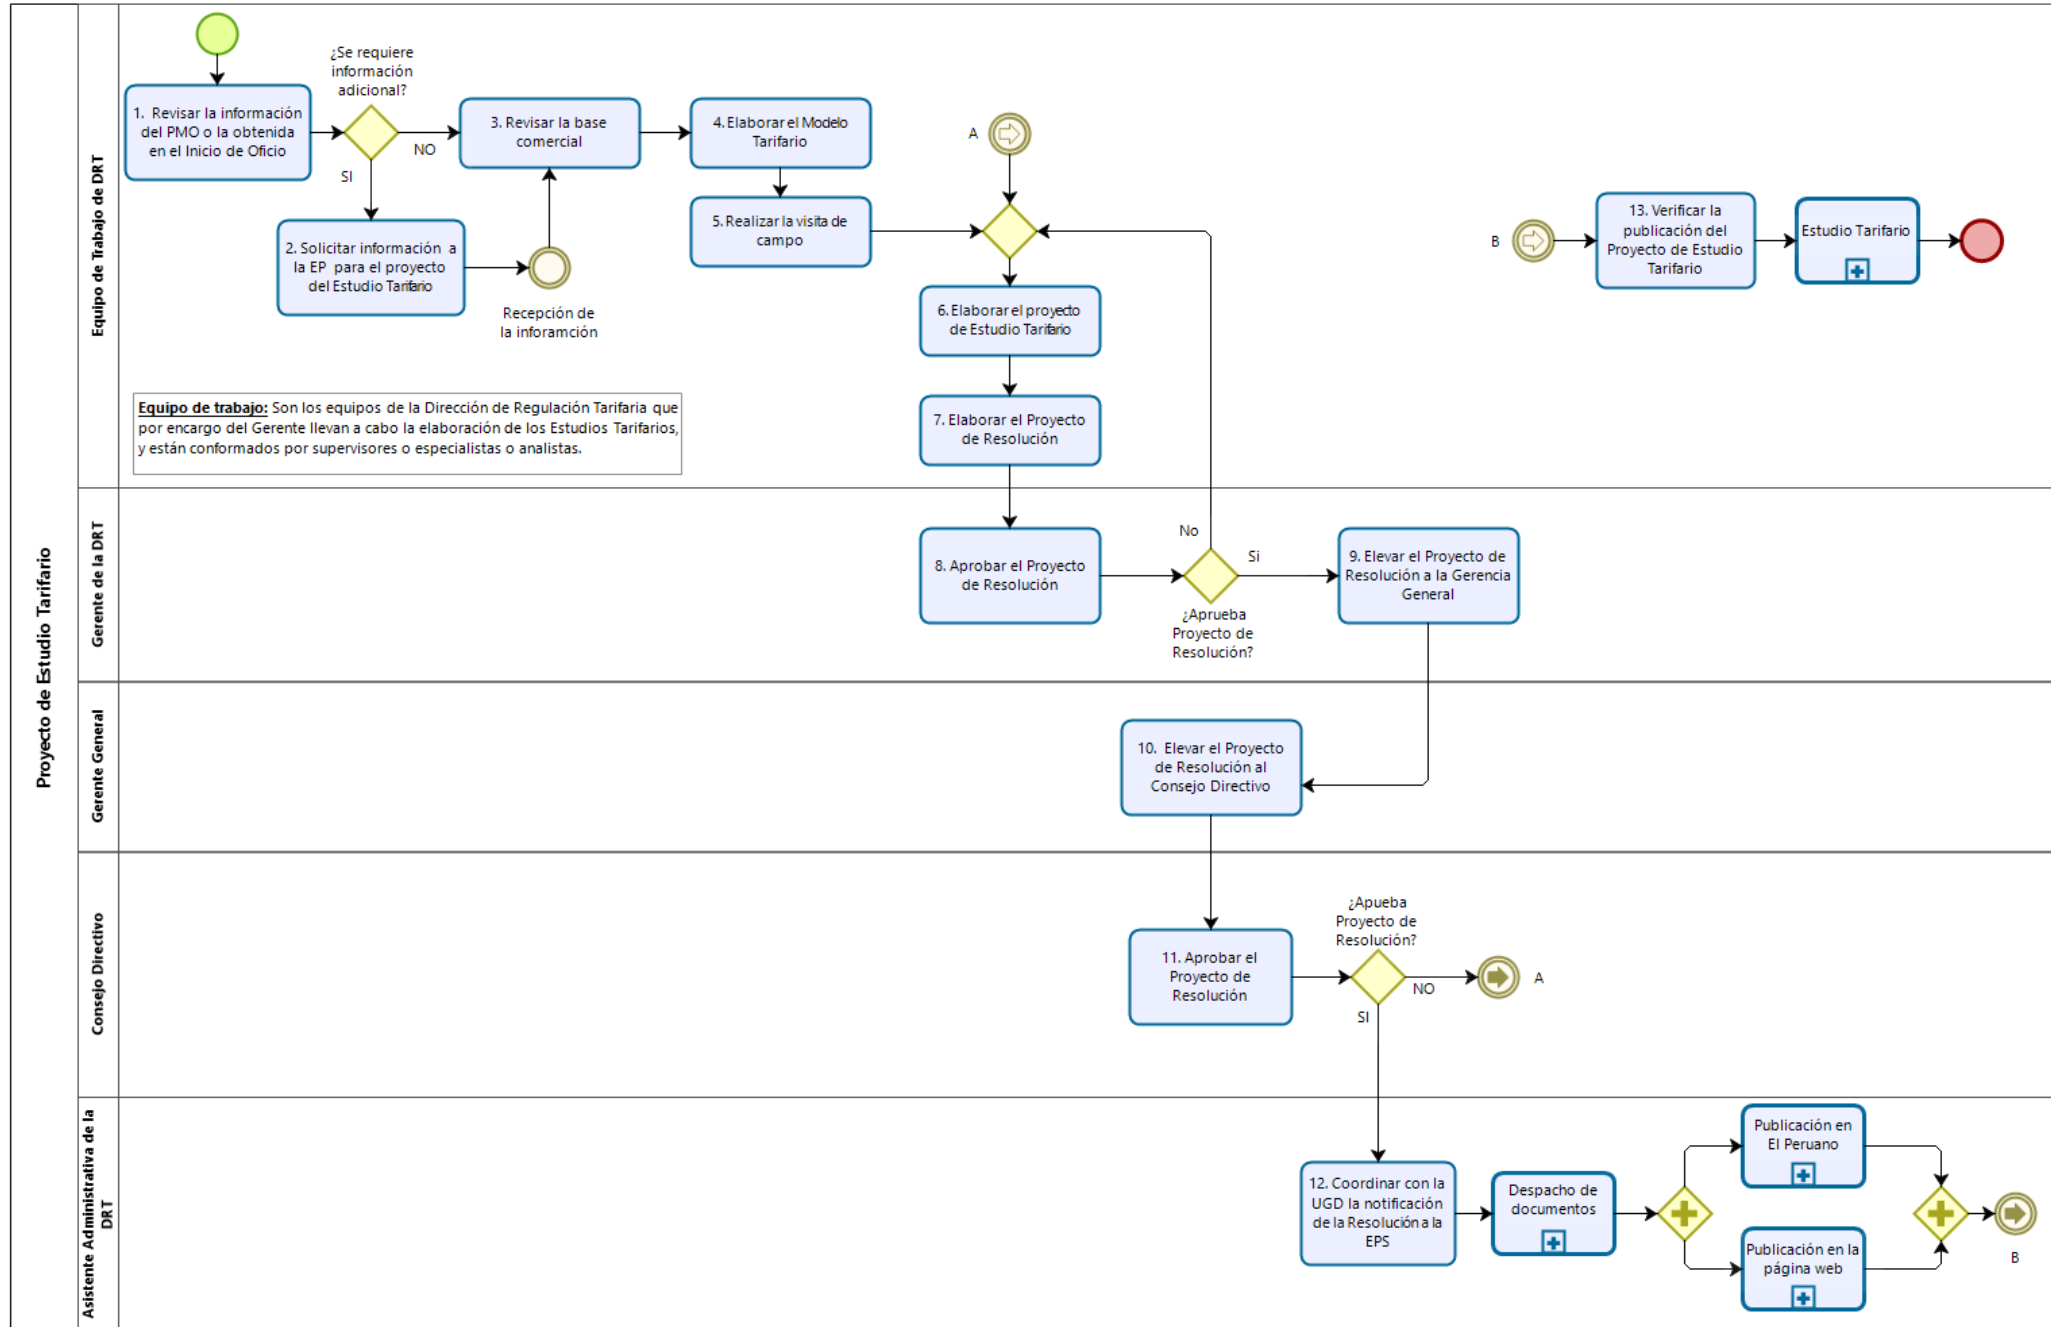 Proyecto de Estudio Tarifario
Equipo de Trabajo de DRT
¿Se requiere
información
adicional?
1. Revisar la información
del PMO o la obtenida
en el Inicio de Oficio
NO
SI
2. Solicitar información a
la EP para el proyecto
del Estudio Tarifario
Recepción de
la inforamción
3. Revisar la base
comercial
4. Elaborar el Modelo
Tarifario
5. Realizar la visita de
campo
A
6. Elaborar el proyecto
de Estudio Tarifario
7. Elaborar el Proyecto
de Resolución
B
13. Verificar la
publicación del
Proyecto de Estudio
Tarifario
Estudio Tarifario
Equipo de trabajo: Son los equipos de la Dirección de Regulación Tarifaria que
por encargo del Gerente llevan a cabo la elaboración de los Estudios Tarifarios,
y están conformados por supervisores o especialistas o analistas.
Gerente de la DRT
8. Aprobar el Proyecto
de Resolución
No
Si
¿Aprueba
Proyecto de
Resolución?
9. Elevar el Proyecto de
Resolución a la Gerencia
General
Gerente General
10. Elevar el Proyecto
de Resolución al
Consejo Directivo
Consejo Directivo
11. Aprobar el
Proyecto de
Resolución
¿Apueba
Proyecto de
Resolución?
NO
A
SI
Asistente Administrativa de la
DRT
12. Coordinar con la
UGD la notificación
de la Resolución a la
EPS
Despacho de
documentos
Publicación en
El Peruano
Publicación en la
página web
B